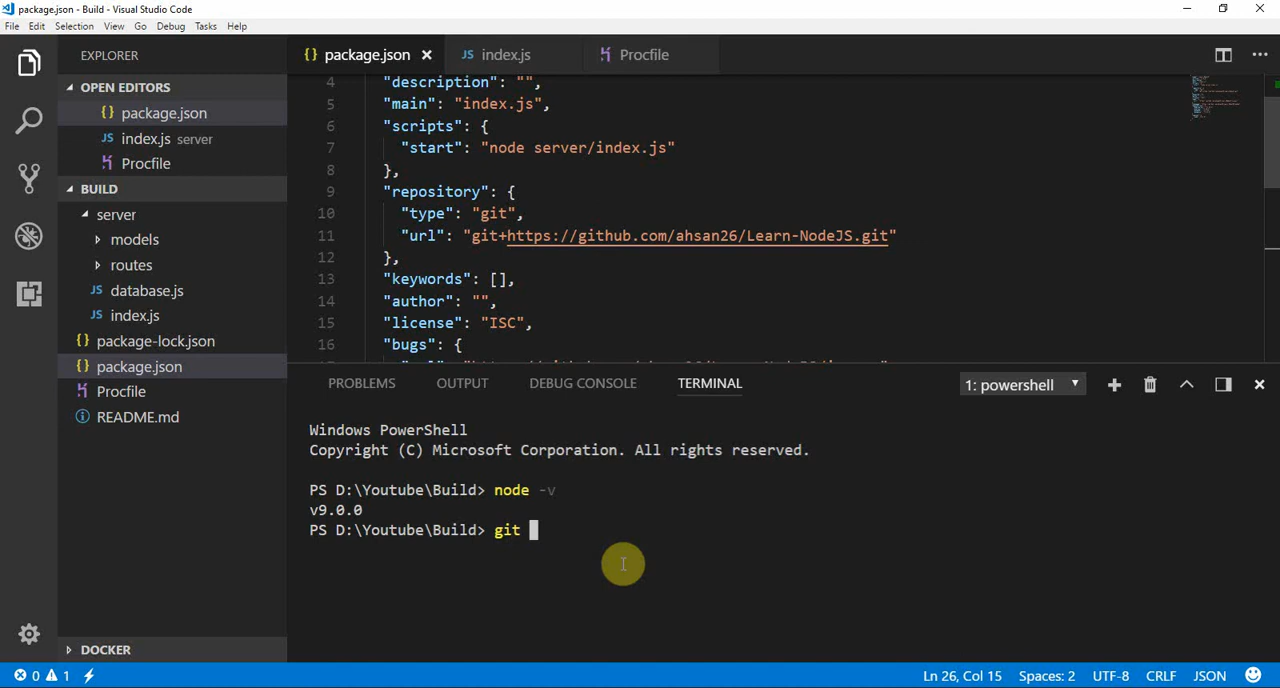 package.json - Build - Visual Studio Code
File Edit Selection View Go Debug Tasks Help
EXPLORER
OPEN EDITORS
{} package.json
JS index.js server
Procfile
BUILD
server
models
routes
JS database.js
JS index.js
{} package-lock.json
{} package.json
Procfile
README.md
DOCKER
{} package.json JS index.js Procfile
4 "description": "",
5 "main": "index.js",
6 "scripts": {
7 "start": "node server/index.js"
8 },
9 "repository": {
10 "type": "git",
11 "url": "git+https://github.com/ahsan26/Learn-NodeJS.git"
12 },
13 "keywords": [],
14 "author": "",
15 "license": "ISC",
16 "bugs": {
PROBLEMS OUTPUT DEBUG CONSOLE TERMINAL 1: powershell
Windows PowerShell
Copyright (C) Microsoft Corporation. All rights reserved.
PS D:\Youtube\Build> node -v
v9.0.0
PS D:\Youtube\Build> git
0 1 Ln 26, Col 15 Spaces: 2 UTF-8 CRLF JSON